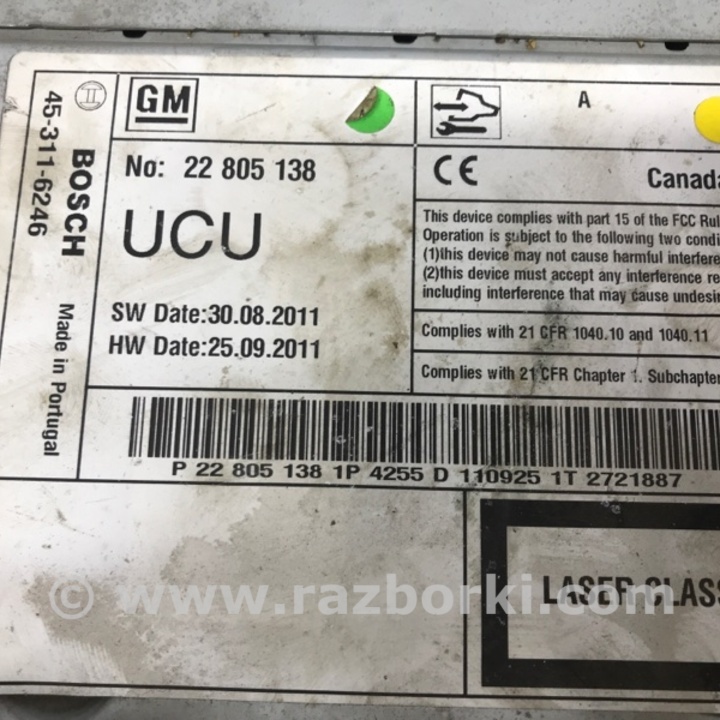 45-311-6246
BOSCH
Made in Portugal
GM
No: 22 805 138
UCU
SW Date:30.08.2011
HW Date:25.09.2011
A
CE
Canada
This device complies with part 15 of the FCC Rul
Operation is subject to the following two condi
(1)this device may not cause harmful interfere
(2)this device must accept any interference re
including interference that may cause undesi
Complies with 21 CFR 1040.10 and 1040.11
Complies with 21 CFR Chapter 1. Subchapter
P 22 805 138 1P 4255 D 110925 1T 2721887
LASER CLASS
© www.razborki.com